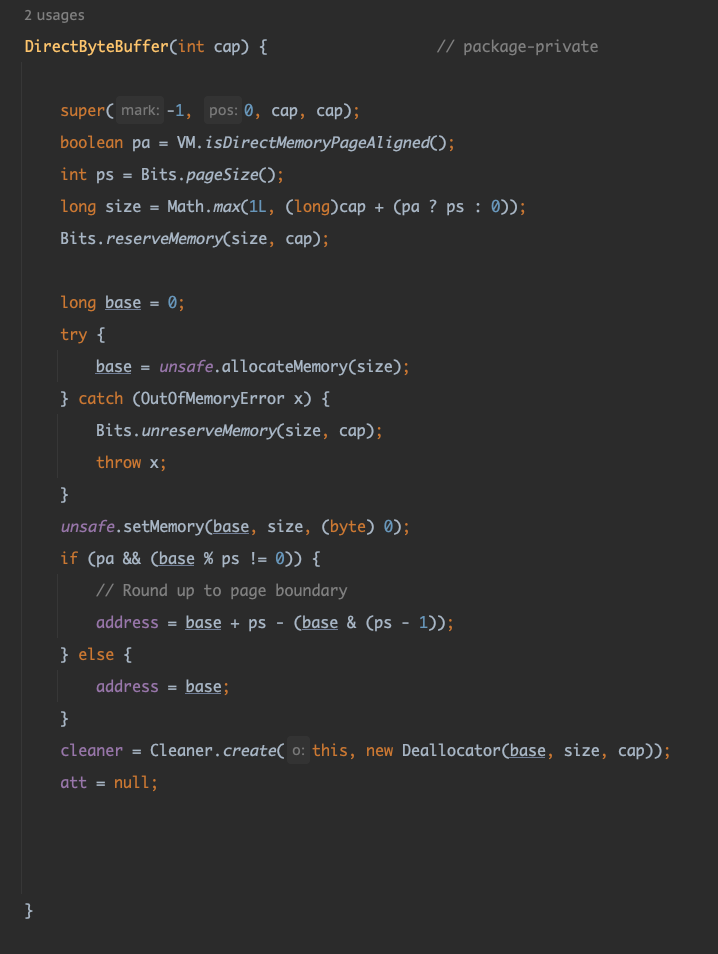 2 usages
DirectByteBuffer(int cap) {                   // package-private
super( mark: -1, pos: 0, cap, cap);
boolean pa = VM.isDirectMemoryPageAligned();
int ps = Bits.pageSize();
long size = Math.max(1L, (long)cap + (pa ? ps : 0));
Bits.reserveMemory(size, cap);
long base = 0;
try {
base = unsafe.allocateMemory(size);
} catch (OutOfMemoryError x) {
Bits.unreserveMemory(size, cap);
throw x;
}
unsafe.setMemory(base, size, (byte) 0);
if (pa && (base % ps != 0)) {
// Round up to page boundary
address = base + ps - (base & (ps - 1));
} else {
address = base;
}
cleaner = Cleaner.create( o: this, new Deallocator(base, size, cap));
att = null;
}